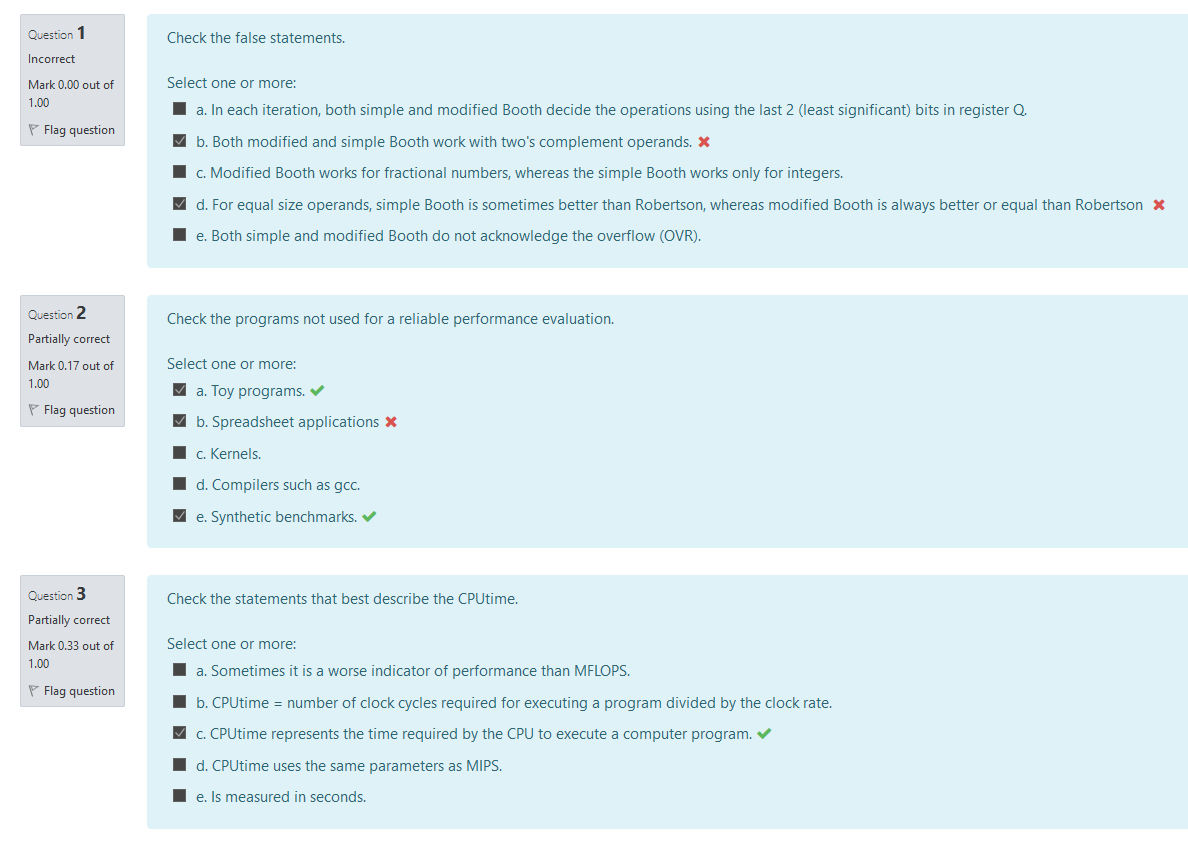 Question 1
Incorrect
Mark 0.00 out of
1.00
Flag question
Check the false statements.
Select one or more:
a. In each iteration, both simple and modified Booth decide the operations using the last 2 (least significant) bits in register Q.
b. Both modified and simple Booth work with two's complement operands.
c. Modified Booth works for fractional numbers, whereas the simple Booth works only for integers.
d. For equal size operands, simple Booth is sometimes better than Robertson, whereas modified Booth is always better or equal than Robertson
e. Both simple and modified Booth do not acknowledge the overflow (OVR).
Question 2
Partially correct
Mark 0.17 out of
1.00
Flag question
Check the programs not used for a reliable performance evaluation.
Select one or more:
a. Toy programs.
b. Spreadsheet applications
c. Kernels.
d. Compilers such as gcc.
e. Synthetic benchmarks.
Question 3
Partially correct
Mark 0.33 out of
1.00
Flag question
Check the statements that best describe the CPUtime.
Select one or more:
a. Sometimes it is a worse indicator of performance than MFLOPS.
b. CPUtime = number of clock cycles required for executing a program divided by the clock rate.
c. CPUtime represents the time required by the CPU to execute a computer program.
d. CPUtime uses the same parameters as MIPS.
e. Is measured in seconds.